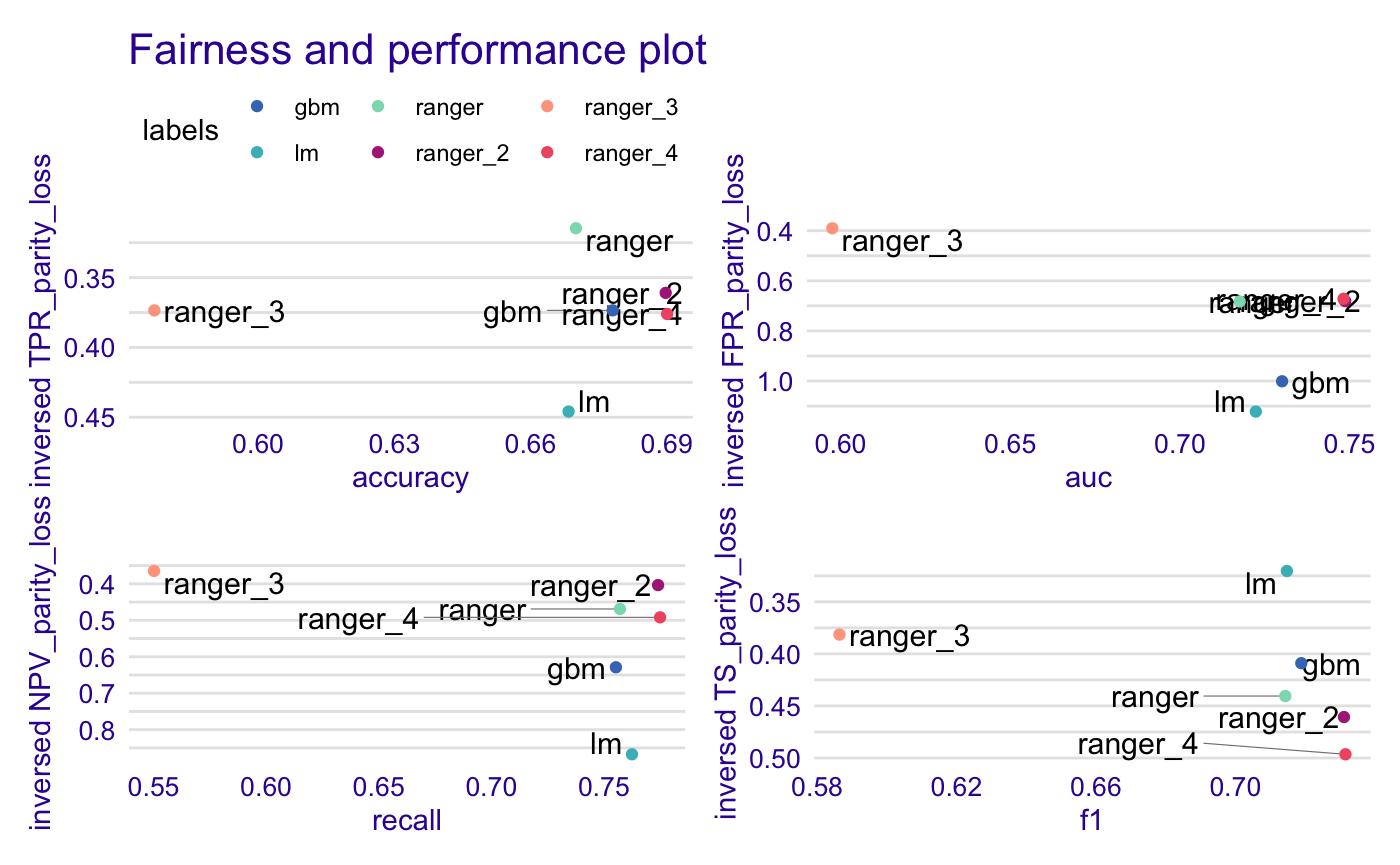 Fairness and performance plot
labels
gbm
ranger
ranger_3
lm
ranger_2
ranger_4
inversed TPR_parity_loss
0.35
0.40
0.45
ranger
ranger_2
ranger_3
gbm
ranger_4
lm
0.60
0.63
0.66
0.69
accuracy
inversed FPR_parity_loss
0.4
0.6
0.8
1.0
ranger_3
ranger_4
ranger
ranger_2
gbm
lm
0.60
0.65
0.70
0.75
auc
inversed NPV_parity_loss
0.4
0.5
0.6
0.7
0.8
ranger_3
ranger_2
ranger
ranger_4
gbm
lm
0.55
0.60
0.65
0.70
0.75
recall
inversed TS_parity_loss
0.35
0.40
0.45
0.50
lm
ranger_3
gbm
ranger
ranger_2
ranger_4
0.58
0.62
0.66
0.70
f1